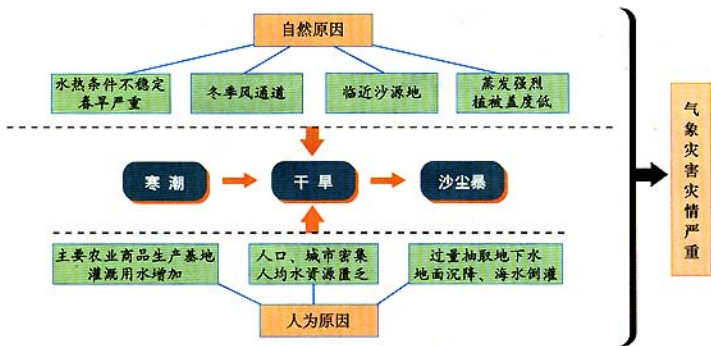 自然原因
水热条件不稳定
春旱严重
冬季风通道
临近沙源地
蒸发强烈
植被盖度低
寒潮
干旱
沙尘暴
主要农业商品生产基地
灌溉用水增加
人口、城市密集
人均水资源匮乏
过量抽取地下水
地面沉降、海水倒灌
人为原因
气象灾害灾情严重